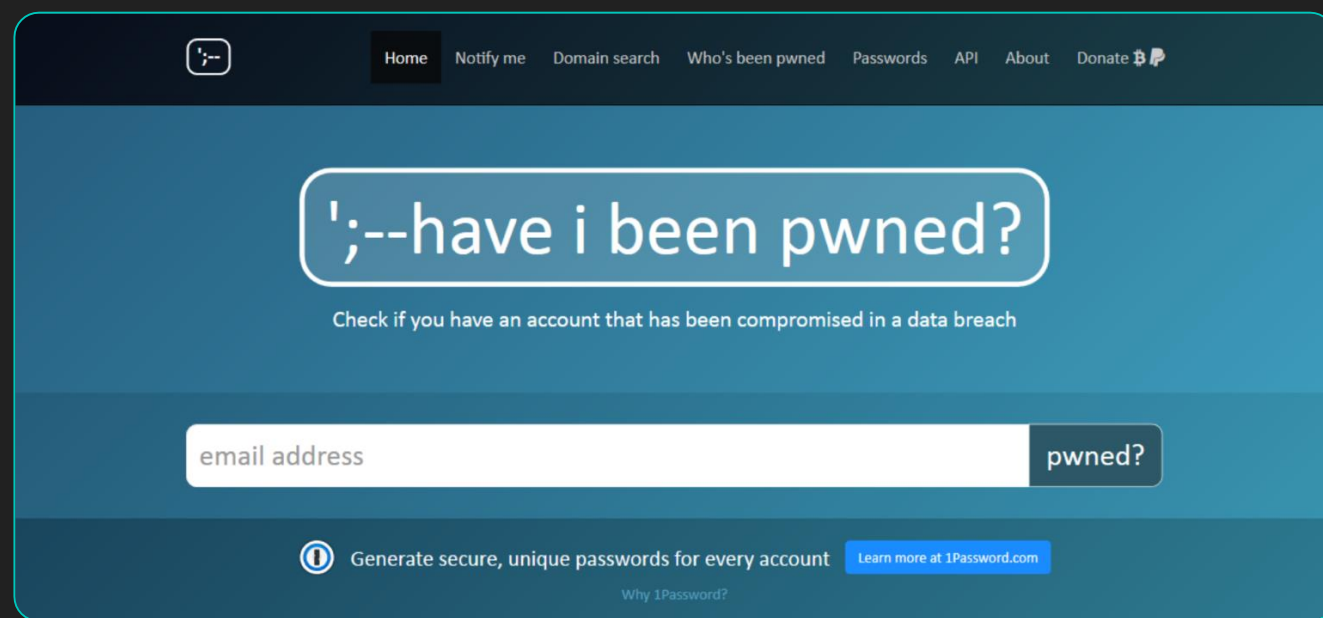 ';--
Home Notify me Domain search Who's been pwned Passwords API About Donate
';--have i been pwned?
Check if you have an account that has been compromised in a data breach
email address pwned?
Generate secure, unique passwords for every account Learn more at 1Password.com
Why 1Password?